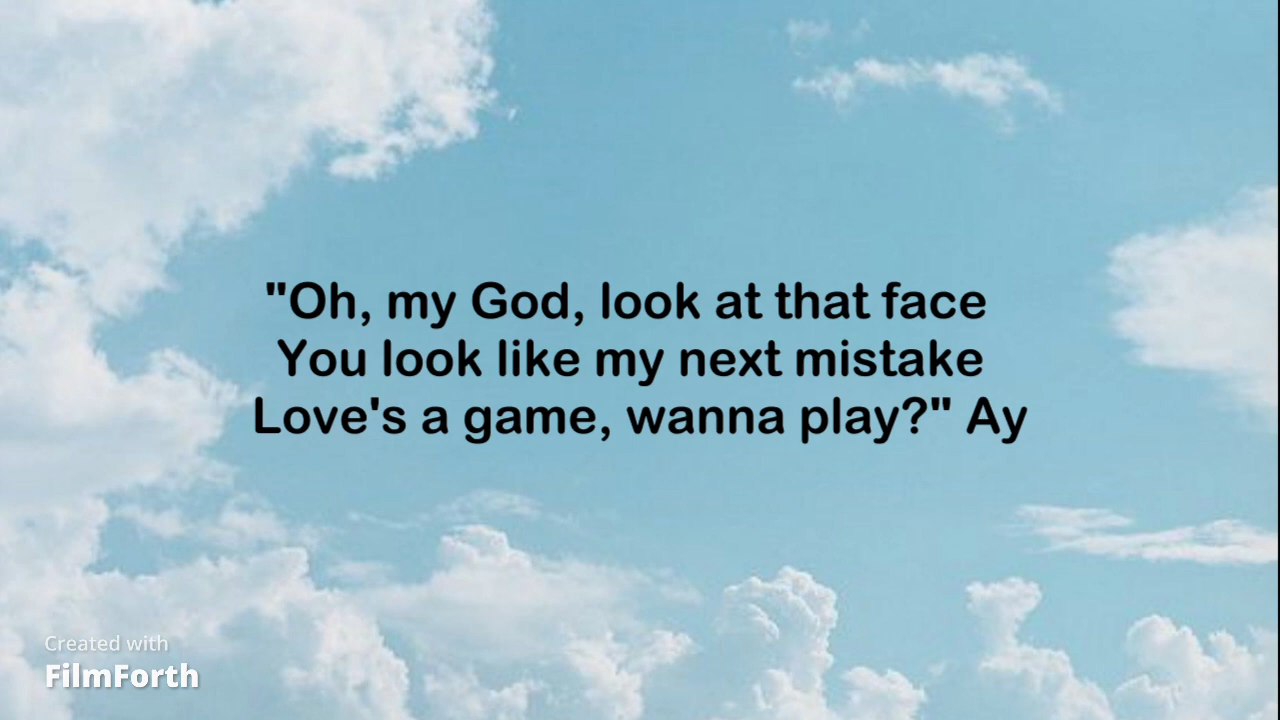 "Oh, my God, look at that face
You look like my next mistake
Love's a game, wanna play?" Ay
Created with
FilmForth